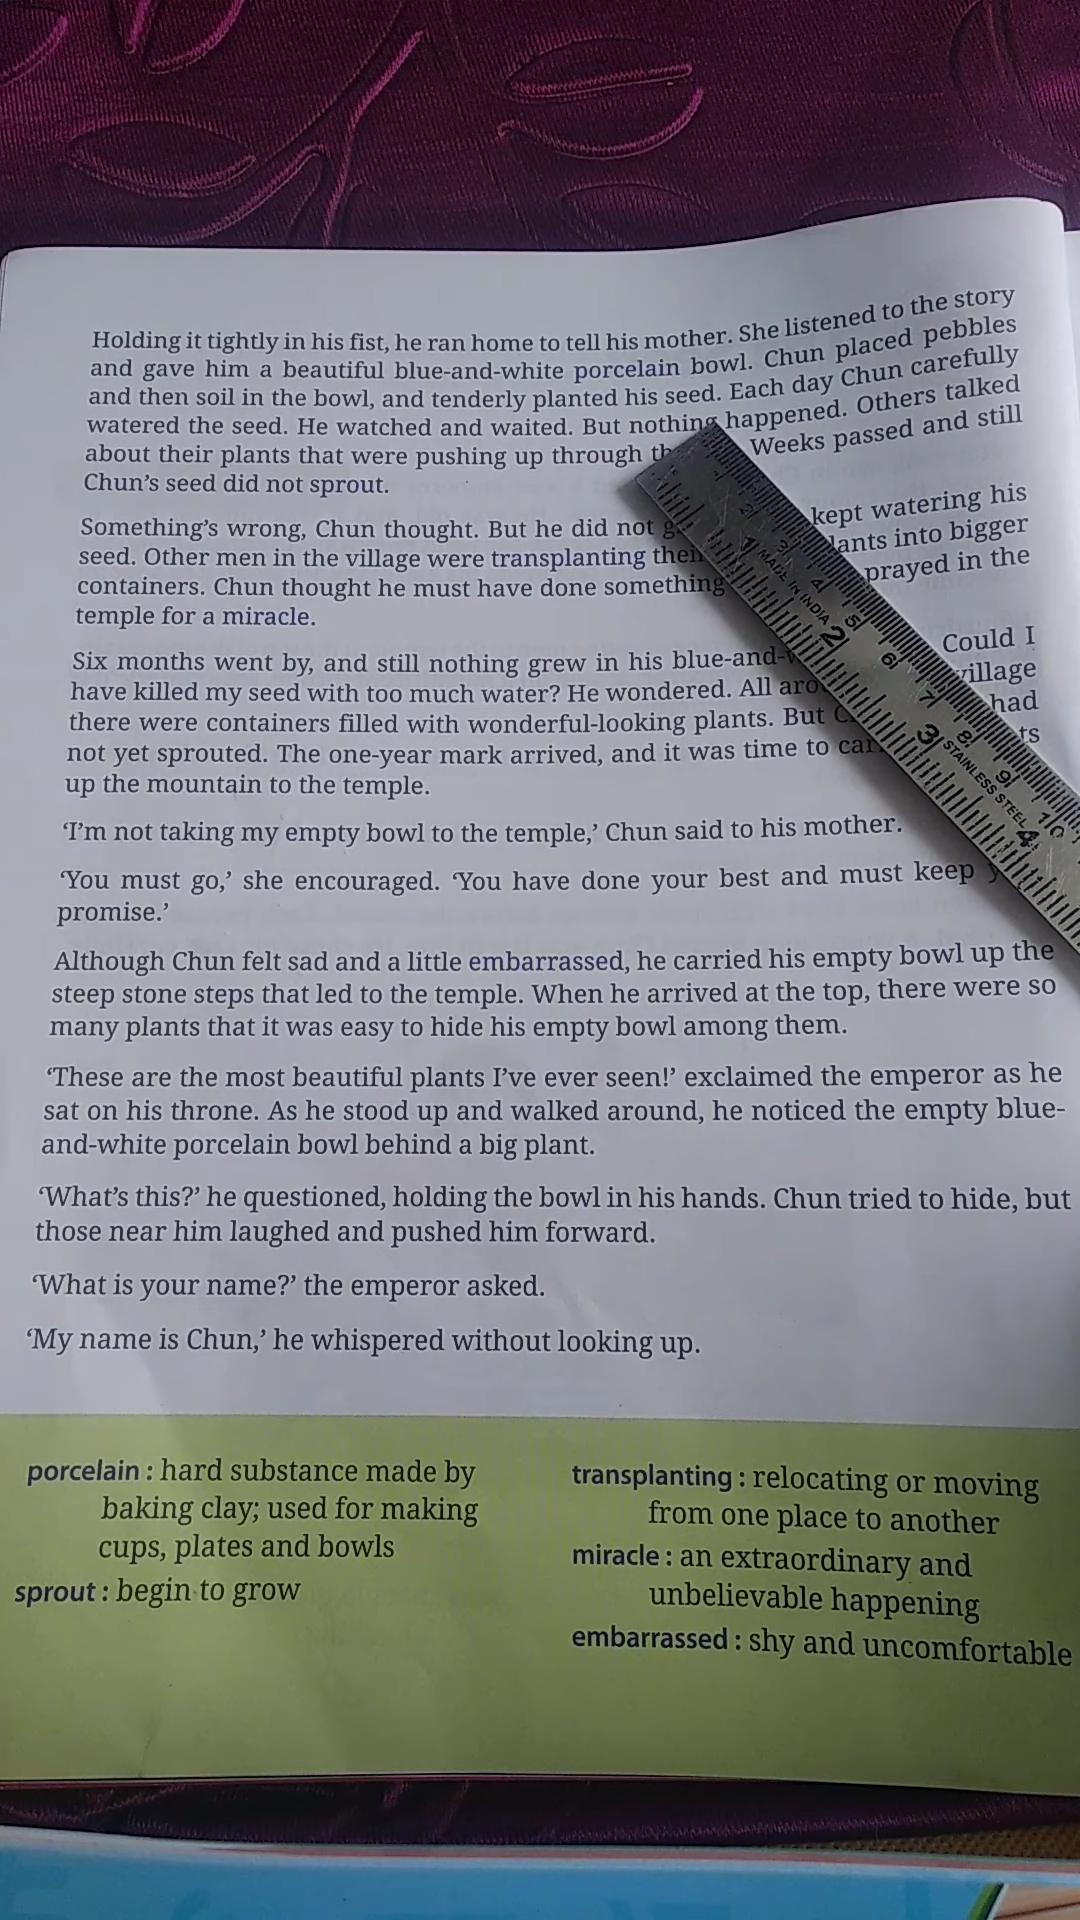 Holding it tightly in his fist, he ran home to tell his mother. She listened to the story
and gave him a beautiful blue-and-white porcelain bowl. Chun placed pebbles
and then soil in the bowl, and tenderly planted his seed. Each day Chun carefully
watered the seed. He watched and waited. But nothing happened. Others talked
about their plants that were pushing up through Weeks passed and still
Chun’s seed did not sprout.
Something’s wrong, Chun thought. But he did not kept watering his
seed. Other men in the village were transplanting into bigger
containers. Chun thought he must have done something prayed in the
temple for a miracle.
Six months went by, and still nothing grew in his Could I
have killed my seed with too much water? He wondered. All village
there were containers filled with wonderful-looking plants. But had
not yet sprouted. The one-year mark arrived, and it was time to
up the mountain to the temple.
‘I’m not taking my empty bowl to the temple,’ Chun said to his mother.
‘You must go,’ she encouraged. ‘You have done your best and must keep
promise.’
Although Chun felt sad and a little embarrassed, he carried his empty bowl up the
steep stone steps that led to the temple. When he arrived at the top, there were so
many plants that it was easy to hide his empty bowl among them.
‘These are the most beautiful plants I’ve ever seen!’ exclaimed the emperor as he
sat on his throne. As he stood up and walked around, he noticed the empty blue-
and-white porcelain bowl behind a big plant.
‘What’s this?’ he questioned, holding the bowl in his hands. Chun tried to hide, but
those near him laughed and pushed him forward.
‘What is your name?’ the emperor asked.
‘My name is Chun,’ he whispered without looking up.
porcelain : hard substance made by
baking clay; used for making
cups, plates and bowls
sprout : begin to grow
transplanting : relocating or moving
from one place to another
miracle : an extraordinary and
unbelievable happening
embarrassed : shy and uncomfortable
1 2 3 4 5 6 7 8 9 10
1 MADE IN INDIA 2 3 STAINLESS STEEL 4